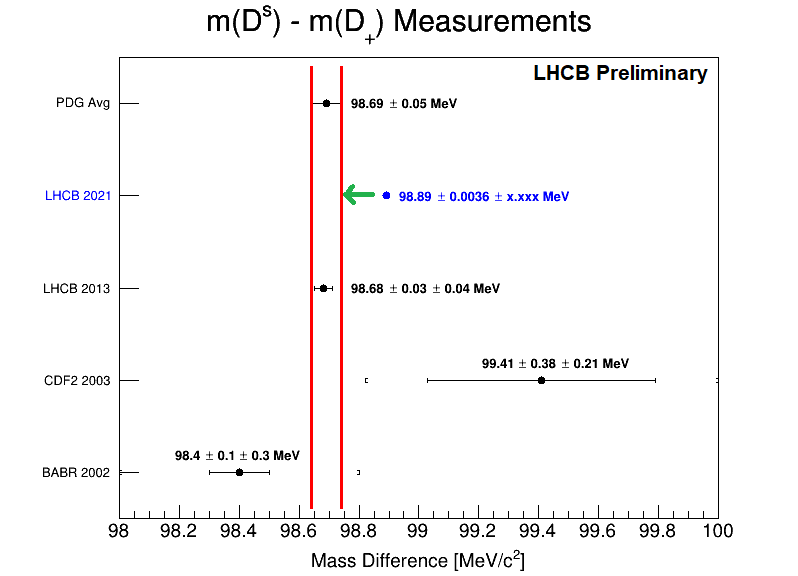 m(Dˢ) - m(D₊) Measurements
LHCB Preliminary
PDG Avg
98.69 ± 0.05 MeV
LHCB 2021
98.89 ± 0.0036 ± x.xxx MeV
LHCB 2013
98.68 ± 0.03 ± 0.04 MeV
99.41 ± 0.38 ± 0.21 MeV
CDF2 2003
98.4 ± 0.1 ± 0.3 MeV
BABR 2002
98 98.2 98.4 98.6 98.8 99 99.2 99.4 99.6 99.8 100
Mass Difference [MeV/c²]